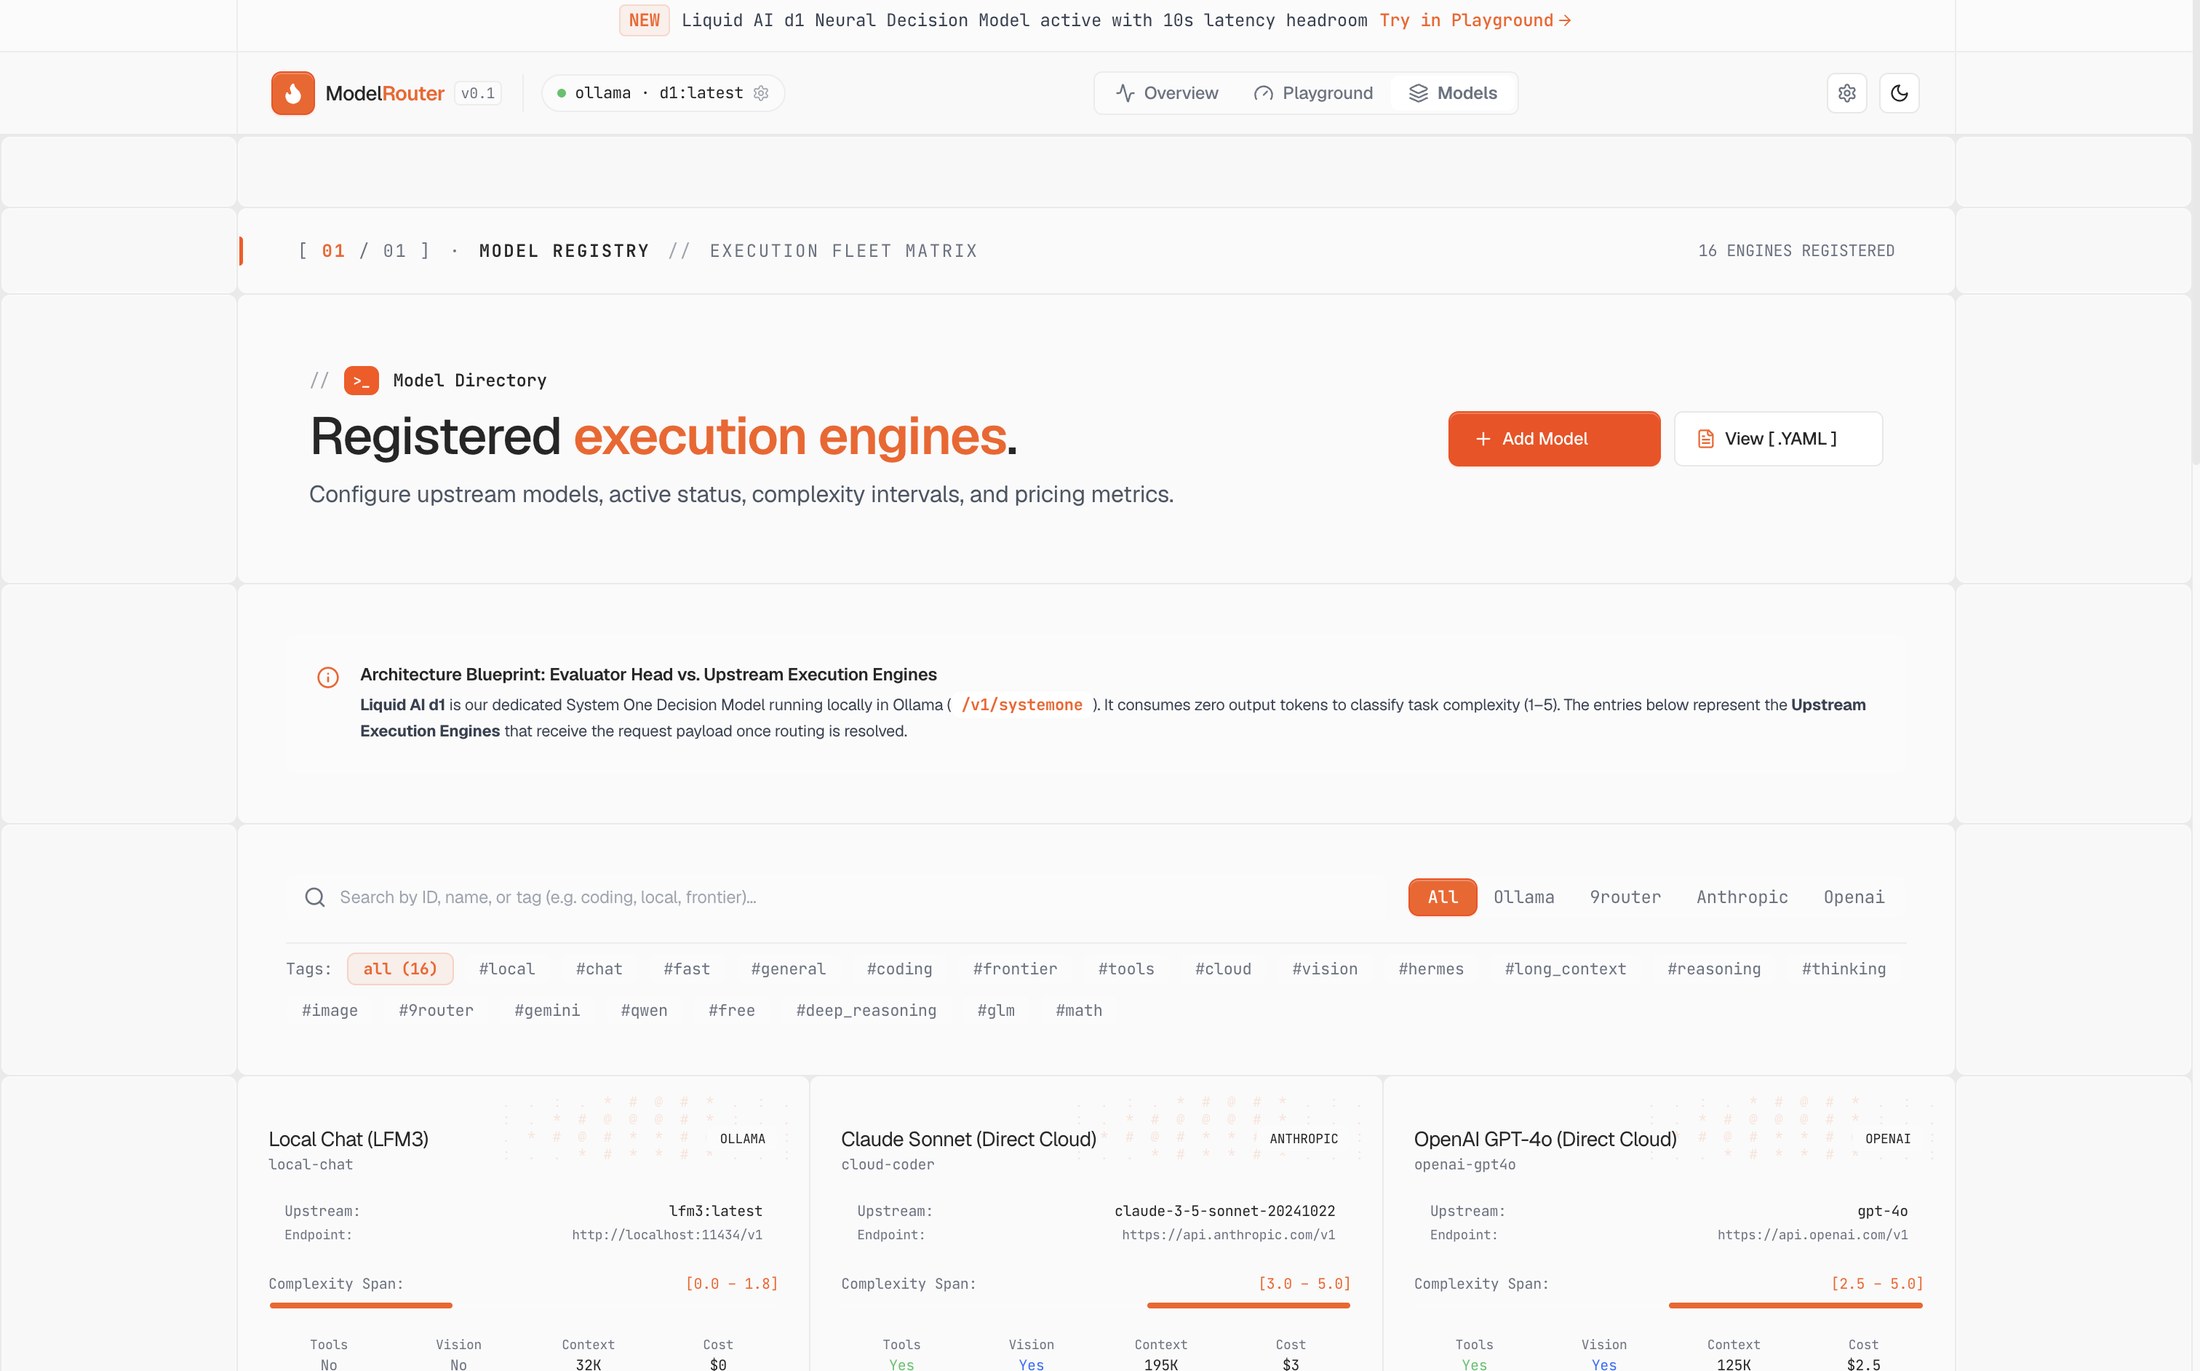 NEW Liquid AI d1 Neural Decision Model active with 10s latency headroom Try in Playground →
ModelRouter v0.1 ollama · d1:latest Overview Playground Models
[ 01 / 01 ] · MODEL REGISTRY // EXECUTION FLEET MATRIX 16 ENGINES REGISTERED
// >_ Model Directory
Registered execution engines.
+ Add Model View [.YAML]
Configure upstream models, active status, complexity intervals, and pricing metrics.
Architecture Blueprint: Evaluator Head vs. Upstream Execution Engines
Liquid AI d1 is our dedicated System One Decision Model running locally in Ollama ( /v1/systemone ). It consumes zero output tokens to classify task complexity (1–5). The entries below represent the Upstream
Execution Engines that receive the request payload once routing is resolved.
Search by ID, name, or tag (e.g. coding, local, frontier)... All Ollama 9router Anthropic Openai
Tags: all (16) #local #chat #fast #general #coding #frontier #tools #cloud #vision #hermes #long_context #reasoning #thinking
#image #9router #gemini #qwen #free #deep_reasoning #glm #math
Local Chat (LFM3) OLLAMA
local-chat
Upstream: lfm3:latest
Endpoint: http://localhost:11434/v1
Complexity Span: [0.0 – 1.8]
Tools Vision Context Cost
No No 32K $0
Claude Sonnet (Direct Cloud) ANTHROPIC
cloud-coder
Upstream: claude-3-5-sonnet-20241022
Endpoint: https://api.anthropic.com/v1
Complexity Span: [3.0 – 5.0]
Tools Vision Context Cost
Yes Yes 195K $3
OpenAI GPT-4o (Direct Cloud) OPENAI
openai-gpt4o
Upstream: gpt-4o
Endpoint: https://api.openai.com/v1
Complexity Span: [2.5 – 5.0]
Tools Vision Context Cost
Yes Yes 125K $2.5